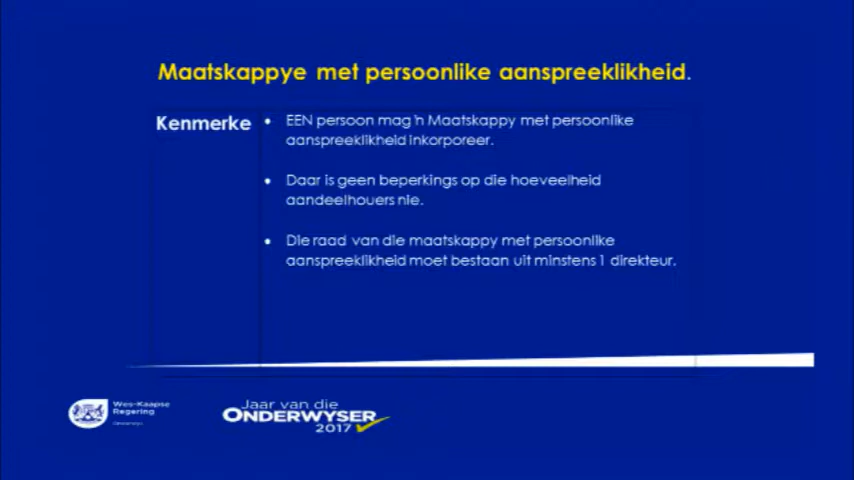 Maatskappye met persoonlike aanspreeklikheid.
Kenmerke
• EEN persoon mag 'n Maatskappy met persoonlike
aanspreeklikheid inkorporeer.
• Daar is geen beperkings op die hoeveelheid
aandeelhouers nie.
• Die raad van die maatskappy met persoonlike
aanspreeklikheid moet bestaan uit minstens 1 direkteur.
Wes-Kaapse
Regering
Jaar van die
ONDERWYSER
2017